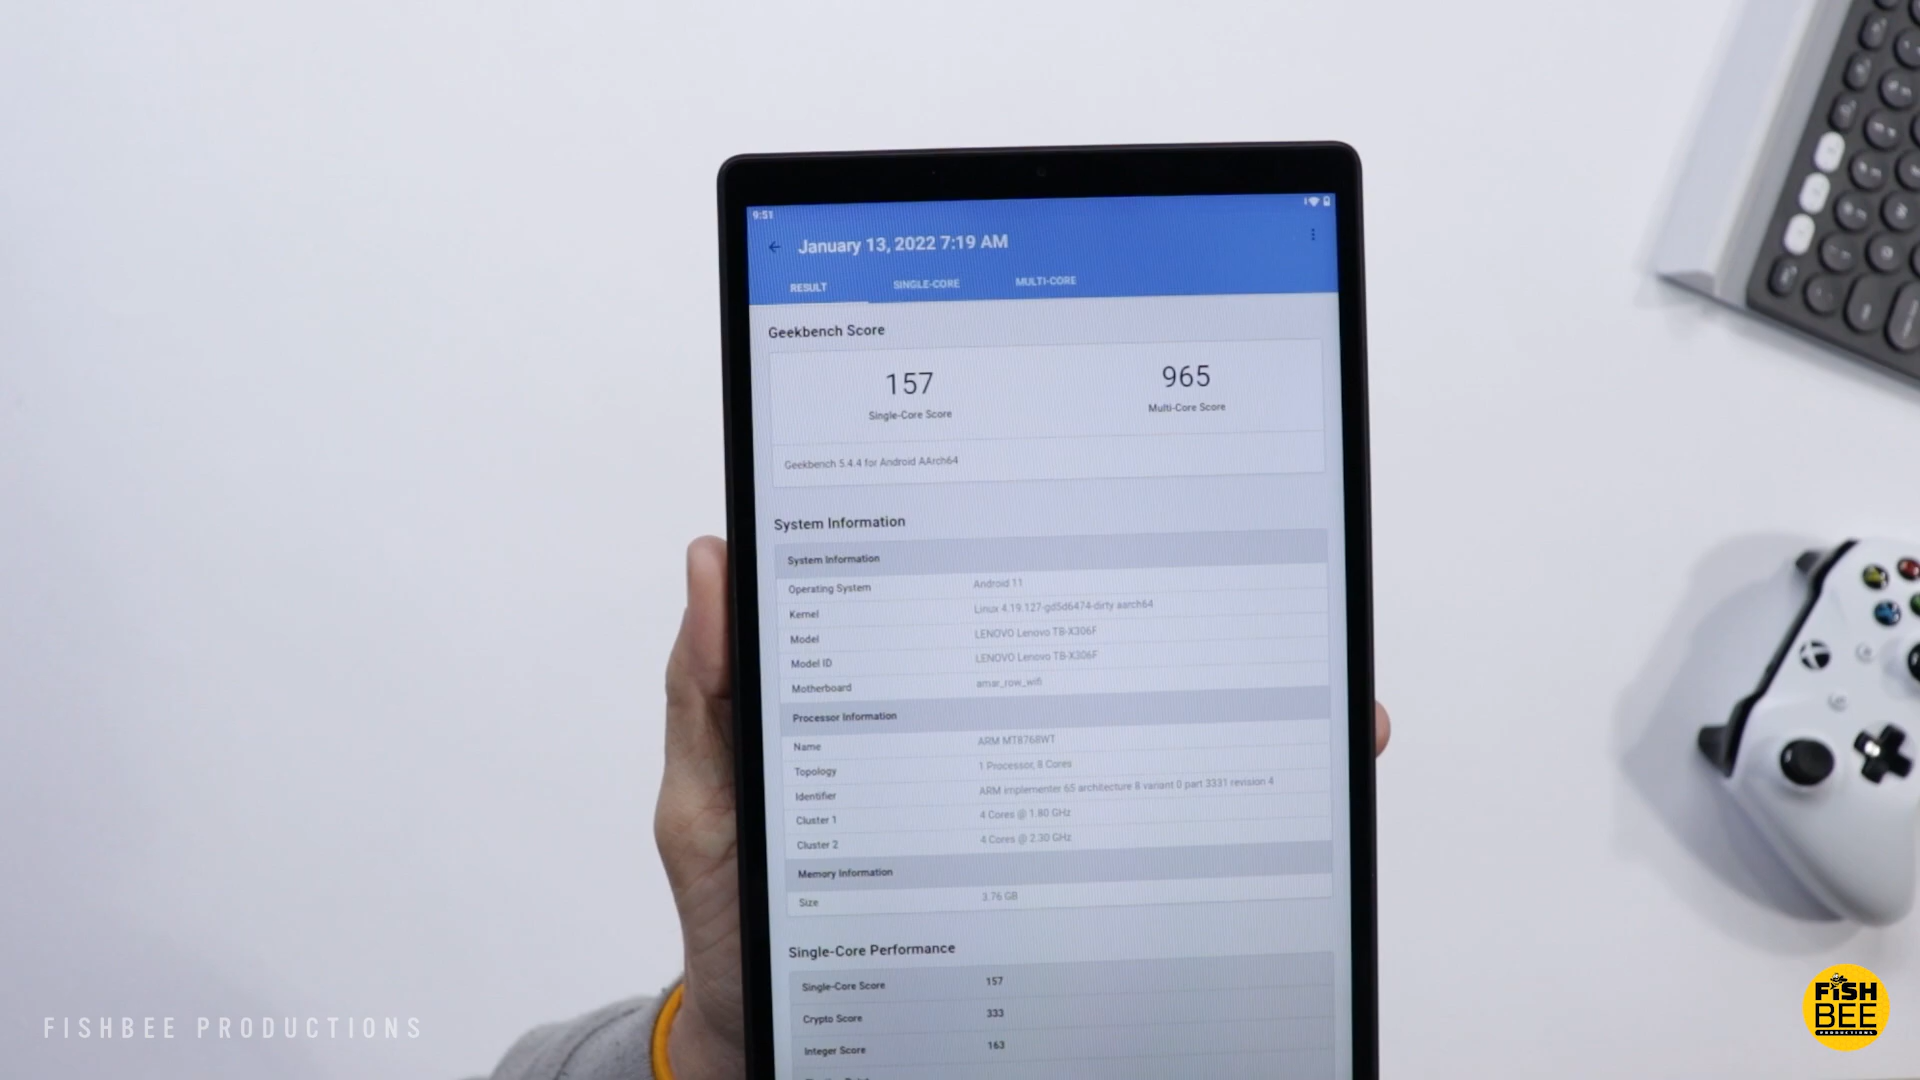 9:51
January 13, 2022 7:19 AM
RESULT SINGLE-CORE MULTI-CORE
Geekbench Score
157 965
Single-Core Score Multi-Core Score
Geekbench 5.4.4 for Android AArch64
System Information
System Information
Operating System Android 11
Kernel Linux 4.19.127-gd5d6474-dirty aarch64
Model LENOVO Lenovo TB-X306F
Model ID LENOVO Lenovo TB-X306F
Motherboard amar_row_wifi
Processor Information
Name ARM MT8768WT
Topology 1 Processor, 8 Cores
Identifier ARM implementer 65 architecture 8 variant 0 part 3331 revision 4
Cluster 1 4 Cores @ 1.80 GHz
Cluster 2 4 Cores @ 2.30 GHz
Memory Information
Size 3.76 GB
Single-Core Performance
Single-Core Score 157
Crypto Score 333
Integer Score 163
FISHBEE PRODUCTIONS
FISH
BEE
PRODUCTIONS